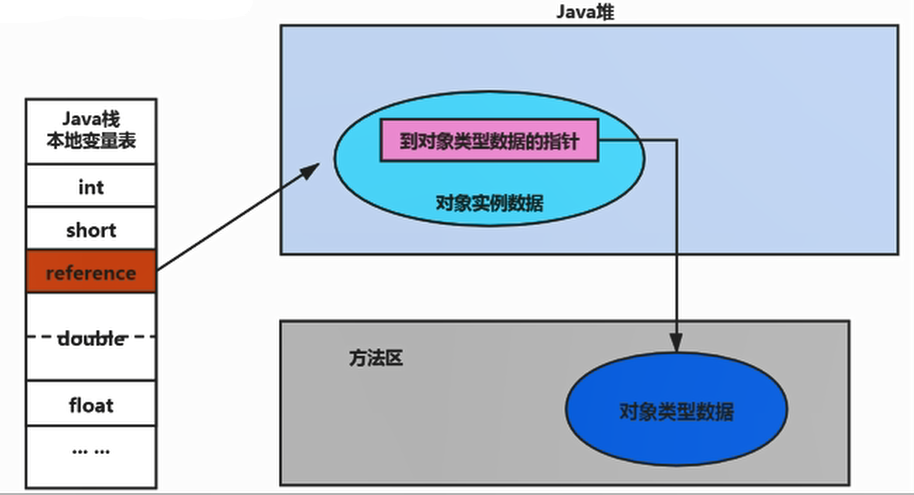 Java堆
Java栈
本地变量表
int
short
reference
double
float
... ...
到对象类型数据的指针
对象实例数据
方法区
对象类型数据